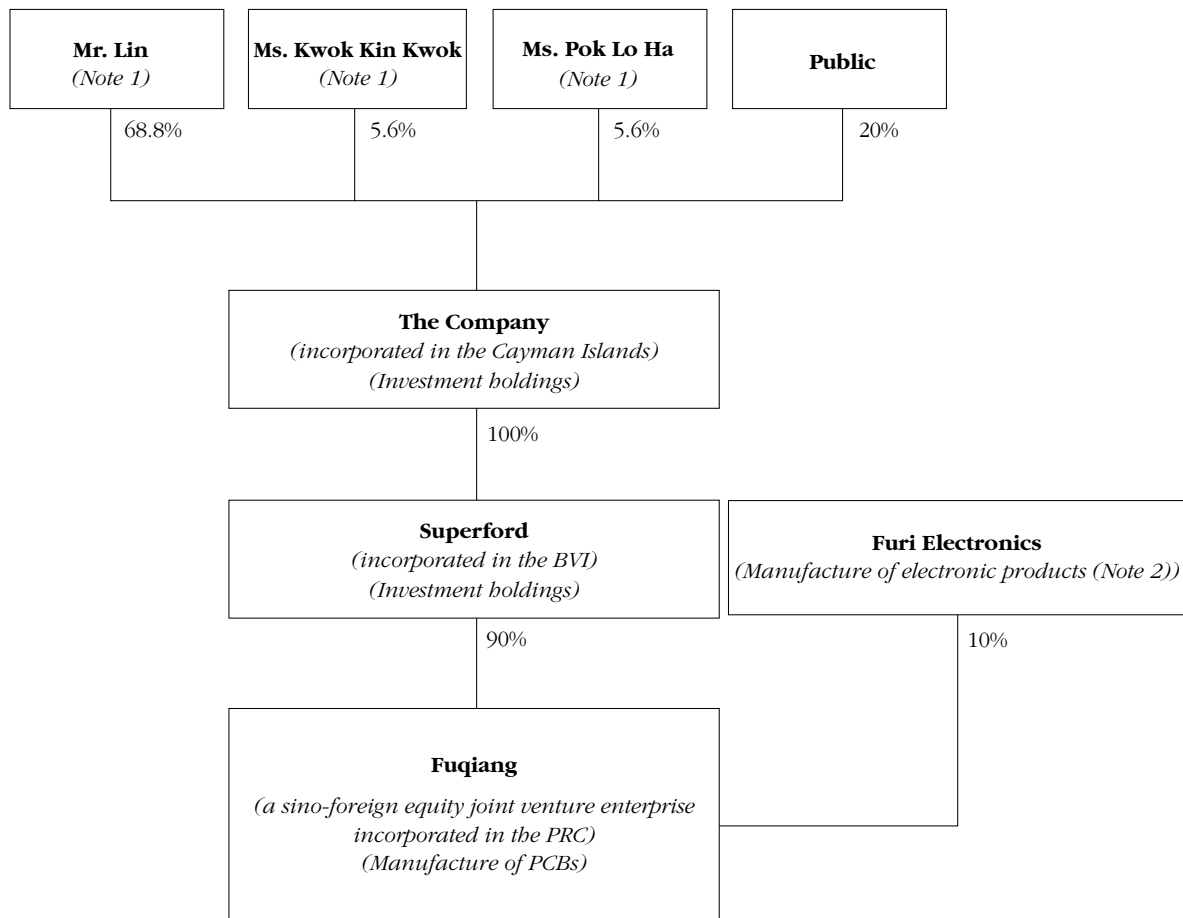 Mr. Lin
(Note 1)
Ms. Kwok Kin Kwok
(Note 1)
Ms. Pok Lo Ha
(Note 1)
Public
68.8%
5.6%
5.6%
20%
The Company
(incorporated in the Cayman Islands)
(Investment holdings)
100%
Superford
(incorporated in the BVI)
(Investment holdings)
Furi Electronics
(Manufacture of electronic products (Note 2))
90%
10%
Fuqiang
(a sino-foreign equity joint venture enterprise
incorporated in the PRC)
(Manufacture of PCBs)